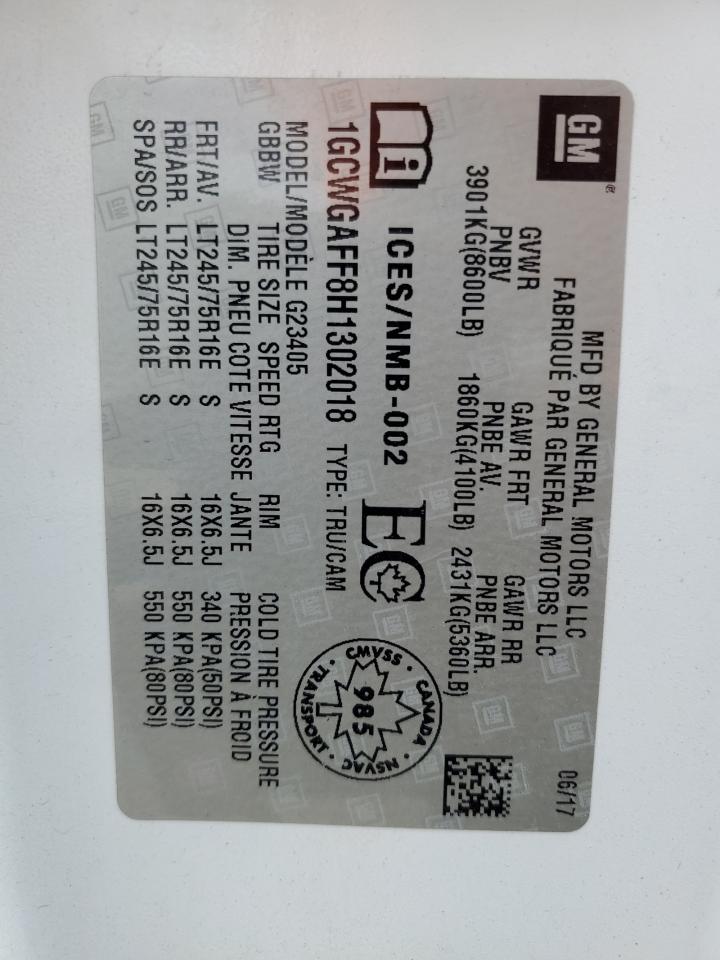 GM®
MFD BY GENERAL MOTORS LLC 06/17
FABRIQUÉ PAR GENERAL MOTORS LLC
GVWR GAWR FRT GAWR RR
PNBV PNBE AV. PNBE ARR.
3901KG(8600LB) 1860KG(4100LB) 2431KG(5360LB)
i ICES/NMB-002 EC
CANADA • NSVAC • TRANSPORT • CMVSS •
985
1GCWGAFF8H1302018 TYPE: TRU/CAM
MODEL/MODÈLE G23405
GBBW TIRE SIZE SPEED RTG RIM COLD TIRE PRESSURE
DIM. PNEU COTE VITESSE JANTE PRESSION À FROID
FRT/AV. LT245/75R16E S 16X6.5J 340 KPA(50PSI)
RR/ARR. LT245/75R16E S 16X6.5J 550 KPA(80PSI)
SPA/SOS LT245/75R16E S 16X6.5J 550 KPA(80PSI)